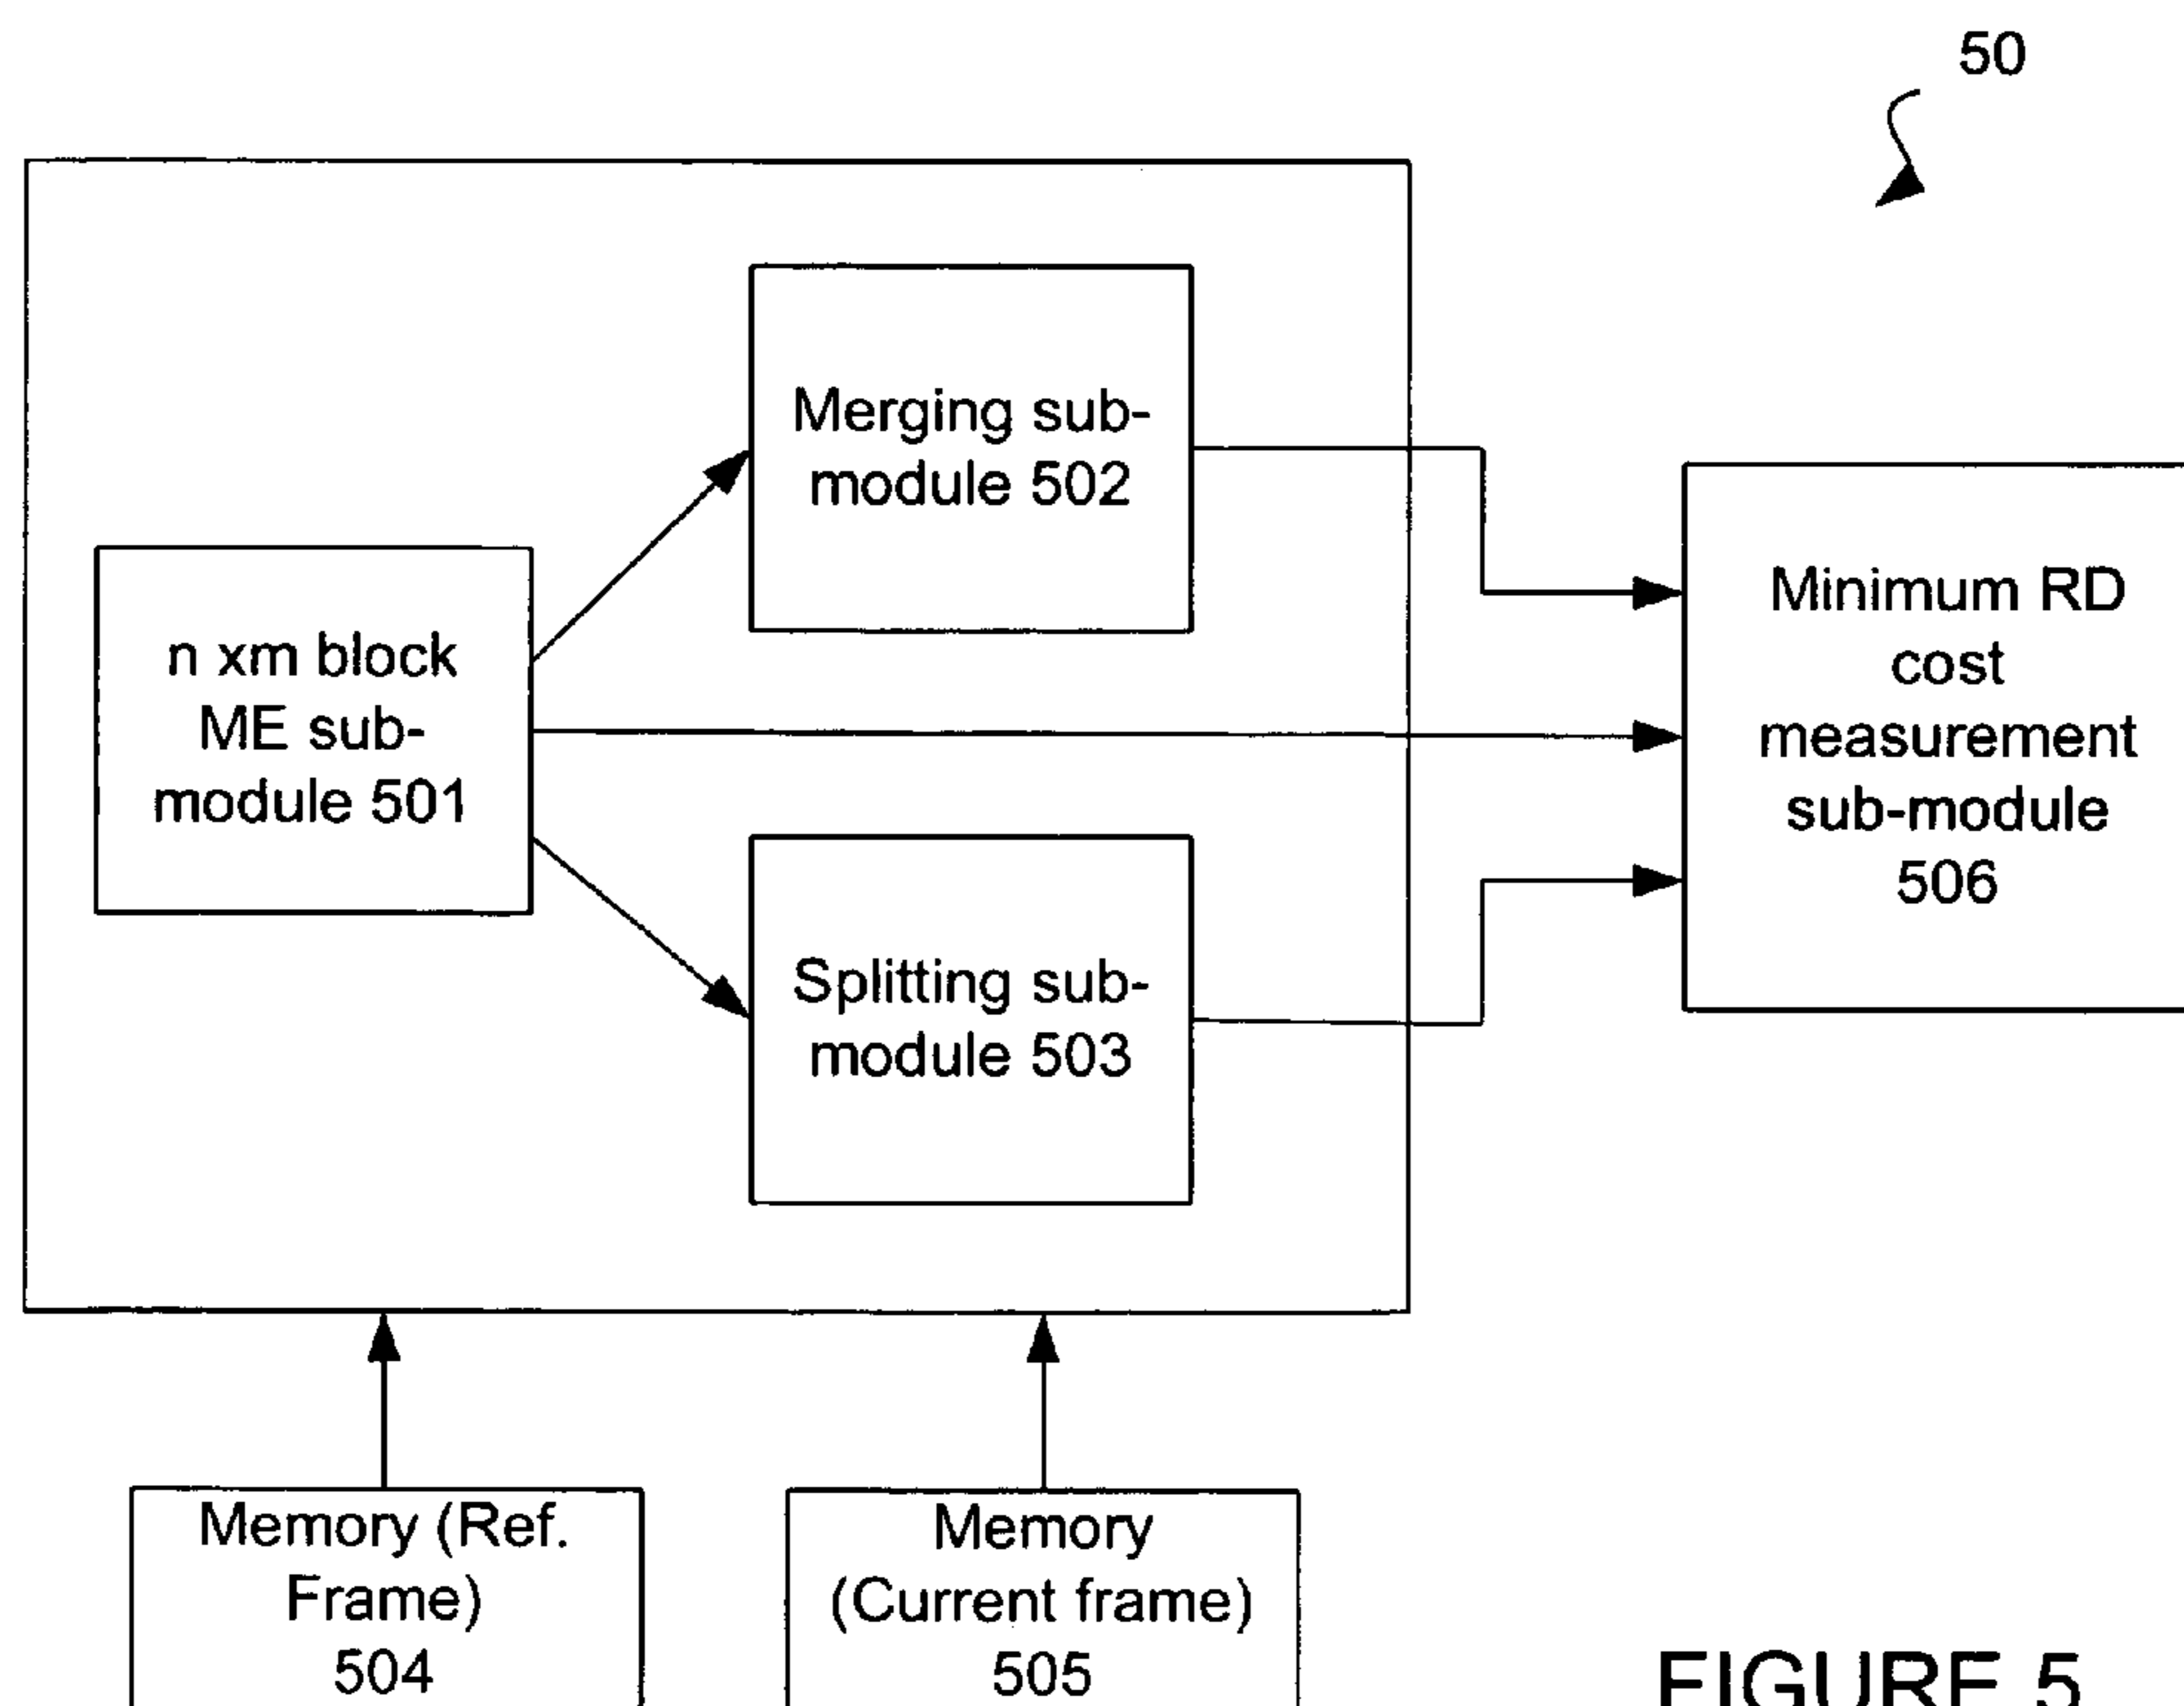 50
Merging sub-
module 502
n xm block
ME sub-
module 501
Minimum RD
cost
measurement
sub-module
506
Splitting sub-
module 503
Memory (Ref.
Frame)
504
Memory
(Current frame)
505
FIGURE 5